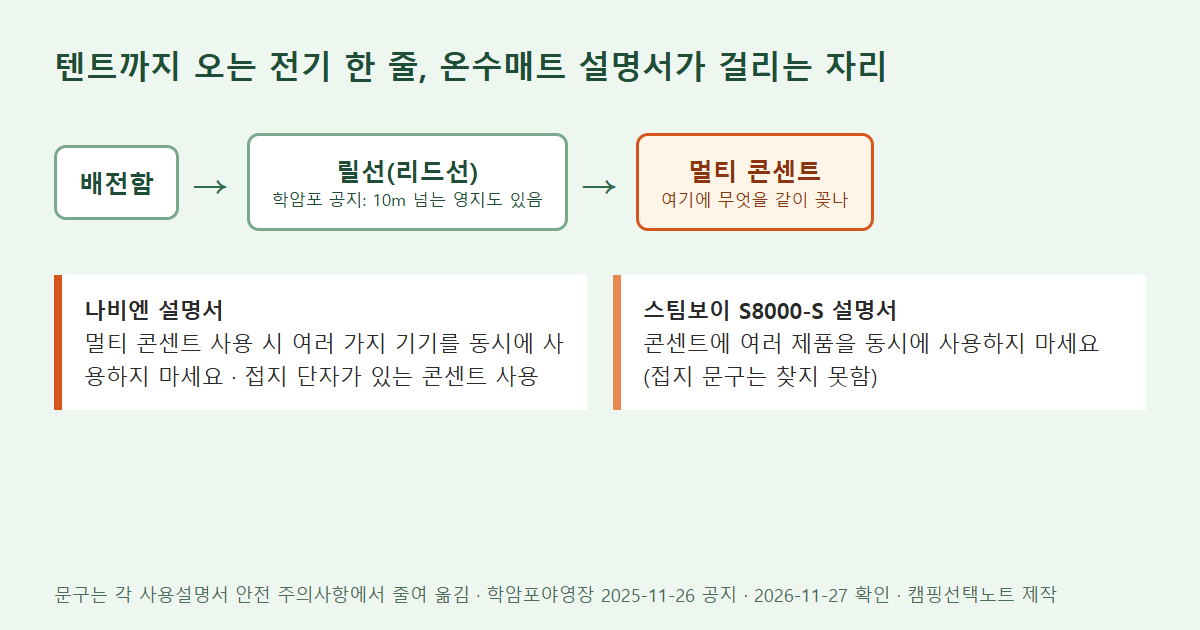 텐트까지 오는 전기 한 줄, 온수매트 설명서가 걸리는 자리
배전함
→
릴선(리드선)
학암포 공지: 10m 넘는 영지도 있음
→
멀티 콘센트
여기에 무엇을 같이 꽂나
나비엔 설명서
멀티 콘센트 사용 시 여러 가지 기기를 동시에 사
용하지 마세요 · 접지 단자가 있는 콘센트 사용
스팀보이 S8000-S 설명서
콘센트에 여러 제품을 동시에 사용하지 마세요
(접지 문구는 찾지 못함)
문구는 각 사용설명서 안전 주의사항에서 줄여 옮김 · 학암포야영장 2025-11-26 공지 · 2026-11-27 확인 · 캠핑선택노트 제작